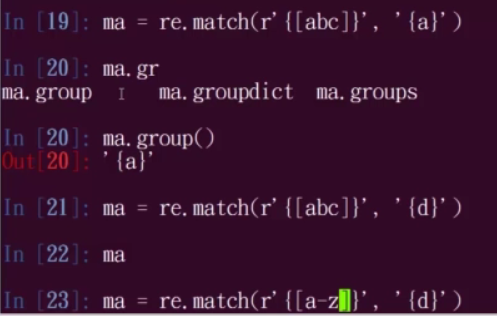 In [19]: ma = re.match(r'{[abc]}', '{a}')
In [20]: ma.gr
ma.group ma.groupdict ma.groups
In [20]: ma.group()
Out[20]: '{a}'
In [21]: ma = re.match(r'{[abc]}', '{d}')
In [22]: ma
In [23]: ma = re.match(r'{[a-z]}', '{d}')